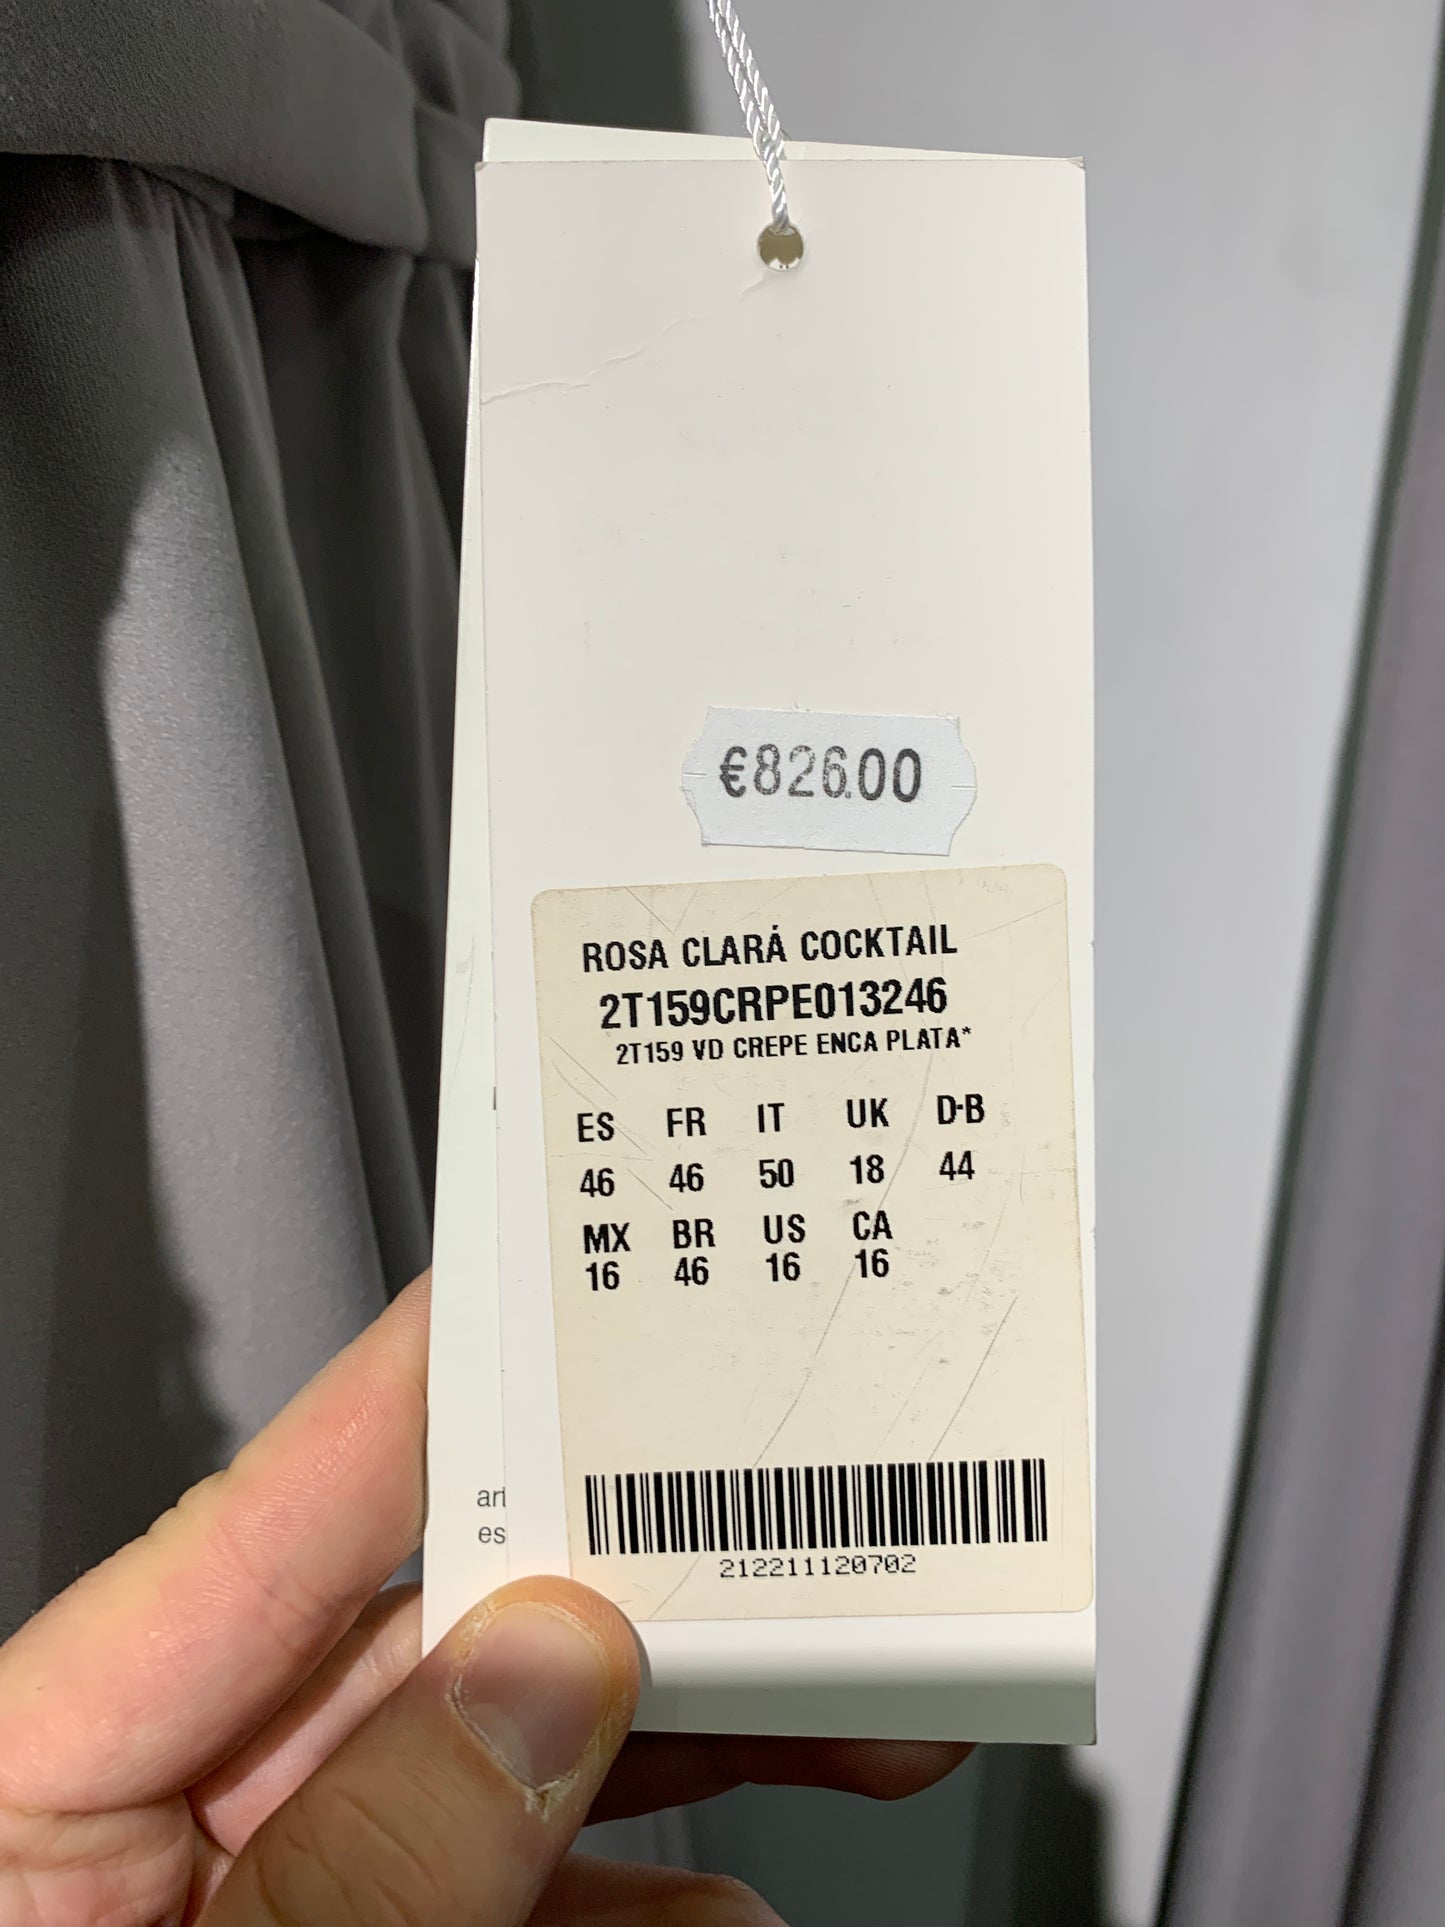 €826.00
ROSA CLARÁ COCKTAIL
2T159CRPE013246
2T159 VD CREPE ENCA PLATA*
ES FR IT UK D-B
46 46 50 18 44
MX BR US CA
16 46 16 16
212211120702
es